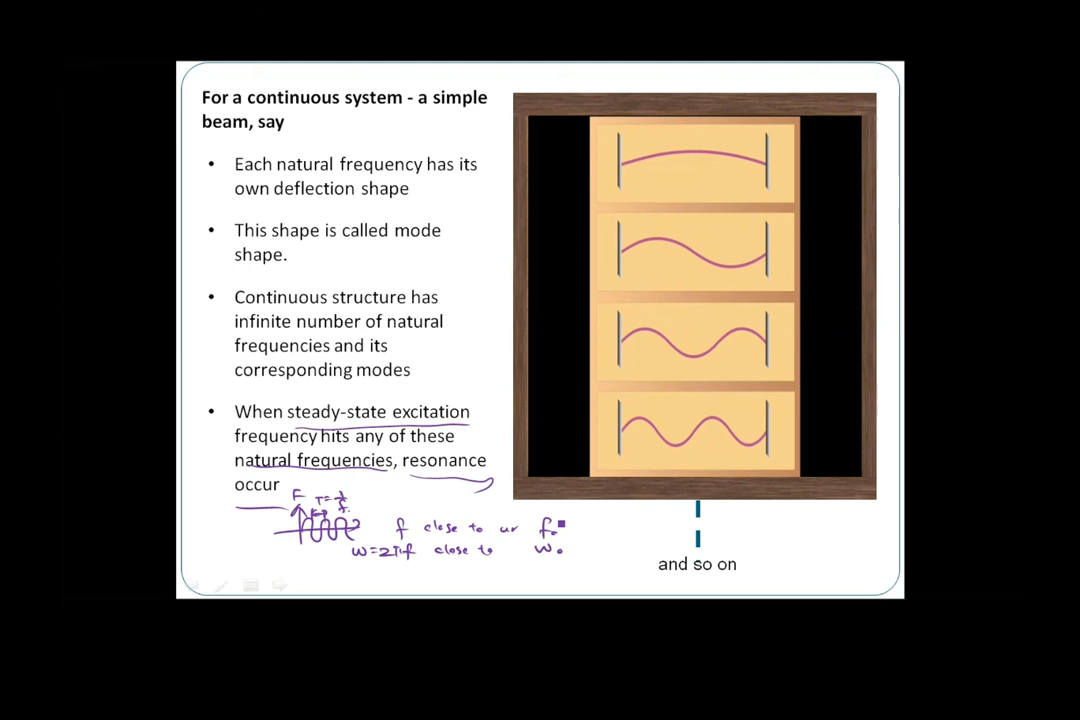 For a continuous system - a simple
beam, say
• Each natural frequency has its
own deflection shape
• This shape is called mode
shape.
• Continuous structure has
infinite number of natural
frequencies and its
corresponding modes
• When steady-state excitation
frequency hits any of these
natural frequencies, resonance
occur
F T=1/f
f close to ur f₀
ω=2πf close to ω₀
and so on